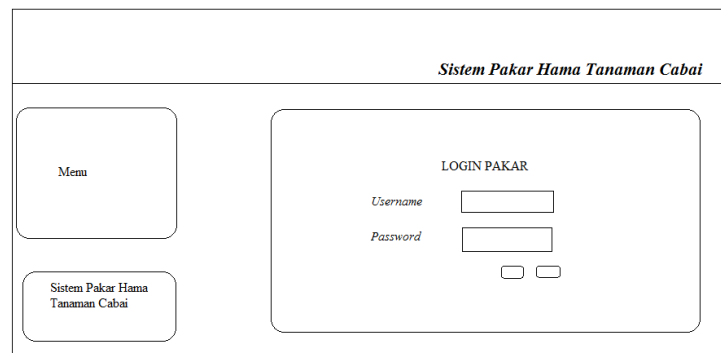 Sistem Pakar Hama Tanaman Cabai
Menu
LOGIN PAKAR
Username
Password
Sistem Pakar Hama
Tanaman Cabai